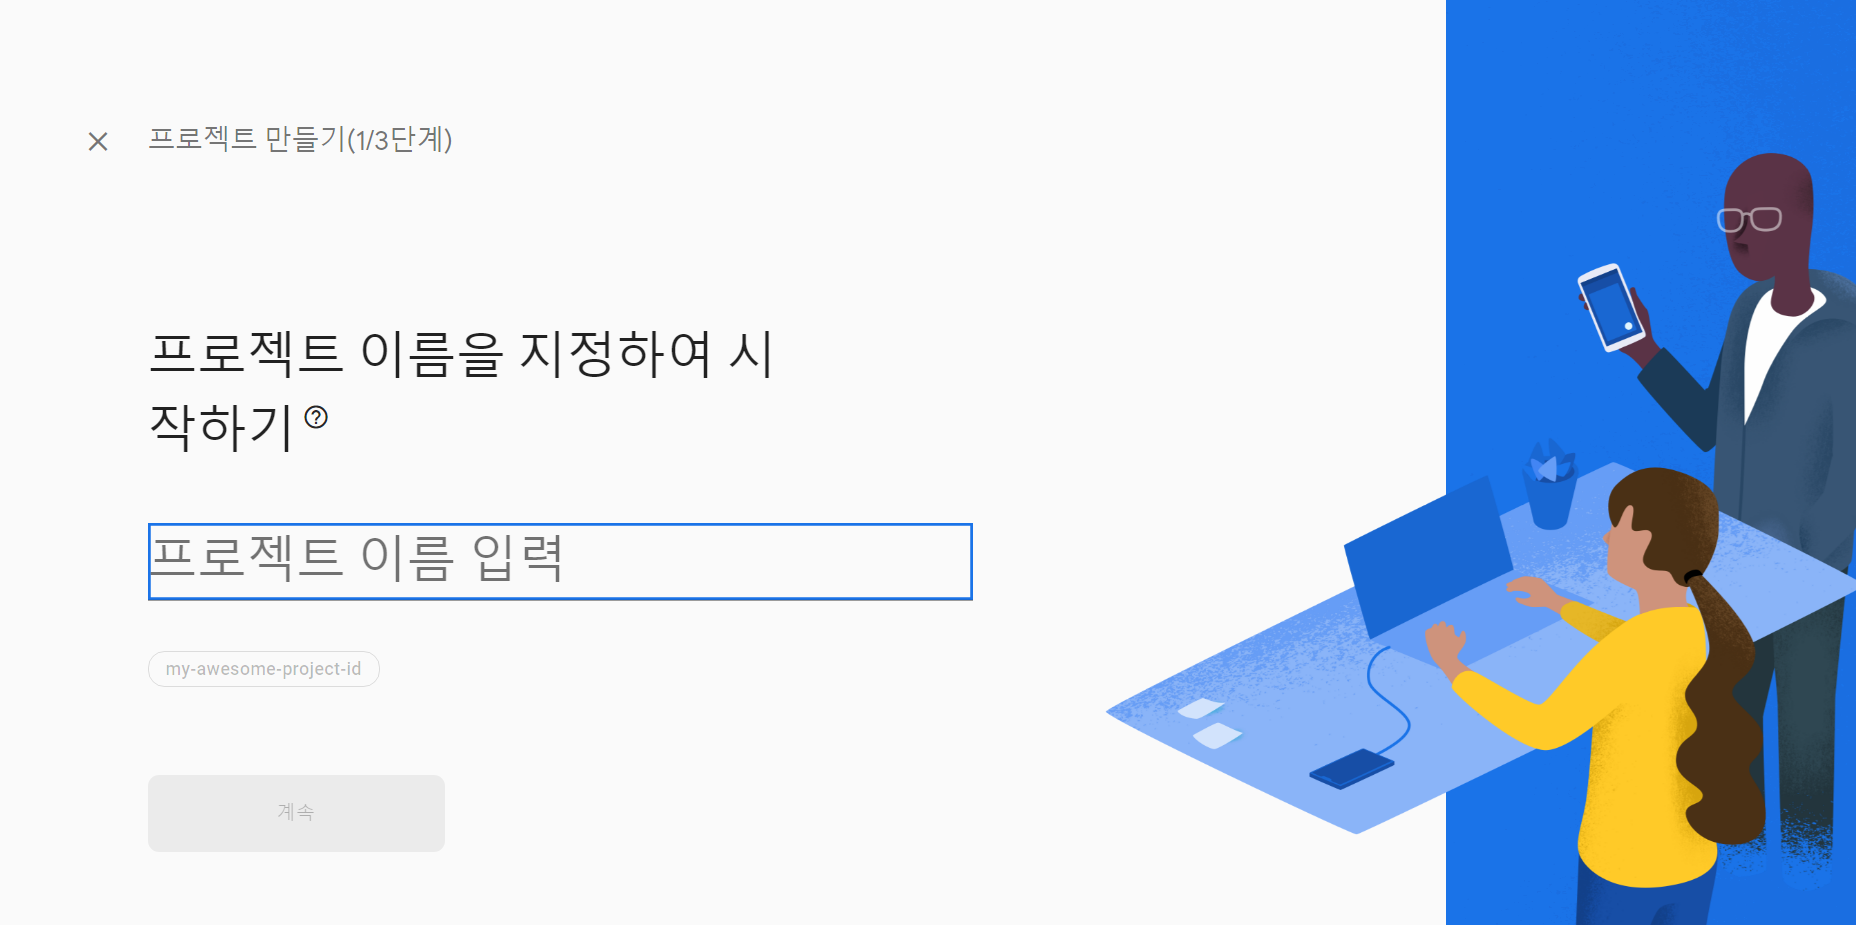 프로젝트 만들기(1/3단계)
프로젝트 이름을 지정하여 시
작하기
프로젝트 이름 입력
my-awesome-project-id
계속